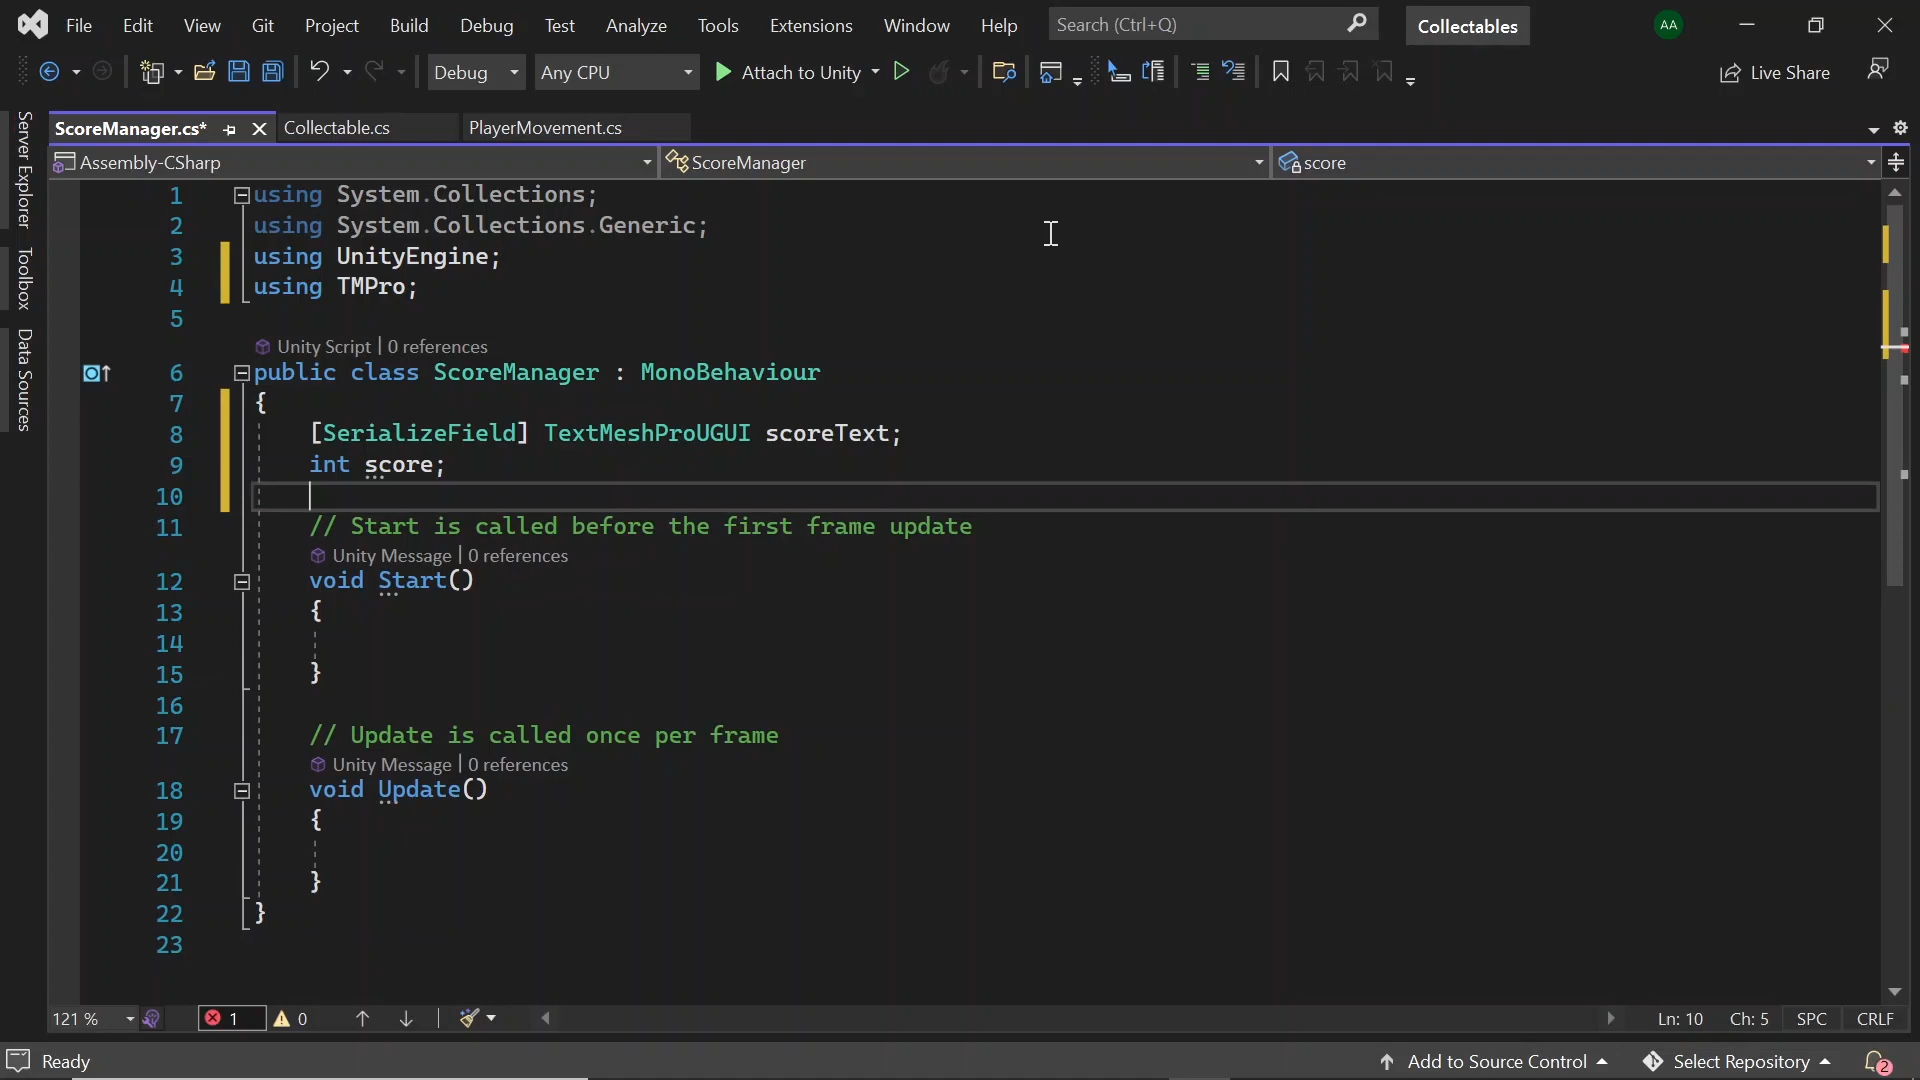 File Edit View Git Project Build Debug Test Analyze Tools Extensions Window Help Search (Ctrl+Q) Collectables AA
Debug Any CPU Attach to Unity Live Share
Server Explorer
Toolbox
Data Sources
ScoreManager.cs* Collectable.cs PlayerMovement.cs
Assembly-CSharp ScoreManager score
1 using System.Collections;
2 using System.Collections.Generic;
3 using UnityEngine;
4 using TMPro;
5
Unity Script | 0 references
6 public class ScoreManager : MonoBehaviour
7 {
8 [SerializeField] TextMeshProUGUI scoreText;
9 int score;
10
11 // Start is called before the first frame update
Unity Message | 0 references
12 void Start()
13 {
14
15 }
16
17 // Update is called once per frame
Unity Message | 0 references
18 void Update()
19 {
20
21 }
22 }
23
121 % 1 0 Ln: 10 Ch: 5 SPC CRLF
Ready Add to Source Control Select Repository 2